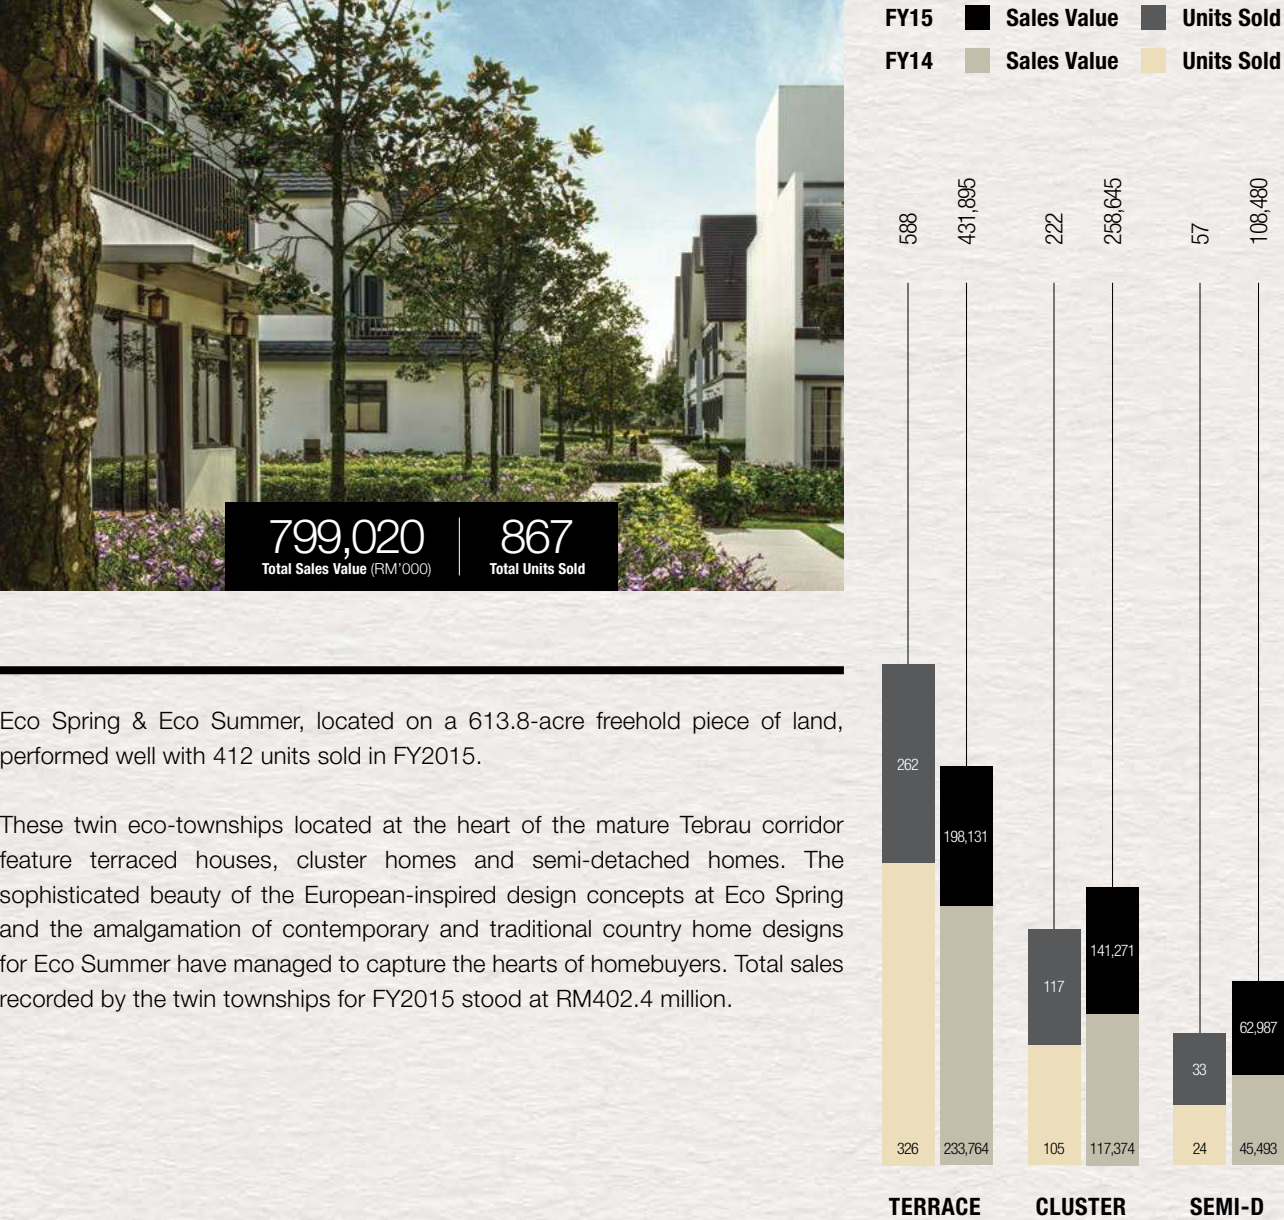 FY15 Sales Value Units Sold
FY14 Sales Value Units Sold
799,020 867
Total Sales Value (RM'000) Total Units Sold
Eco Spring & Eco Summer, located on a 613.8-acre freehold piece of land,
performed well with 412 units sold in FY2015.
These twin eco-townships located at the heart of the mature Tebrau corridor
feature terraced houses, cluster homes and semi-detached homes. The
sophisticated beauty of the European-inspired design concepts at Eco Spring
and the amalgamation of contemporary and traditional country home designs
for Eco Summer have managed to capture the hearts of homebuyers. Total sales
recorded by the twin townships for FY2015 stood at RM402.4 million.
588 431,895 222 258,645 57 108,480
262
198,131
141,271
117
62,987
33
326 233,764 105 117,374 24 45,493
TERRACE CLUSTER SEMI-D